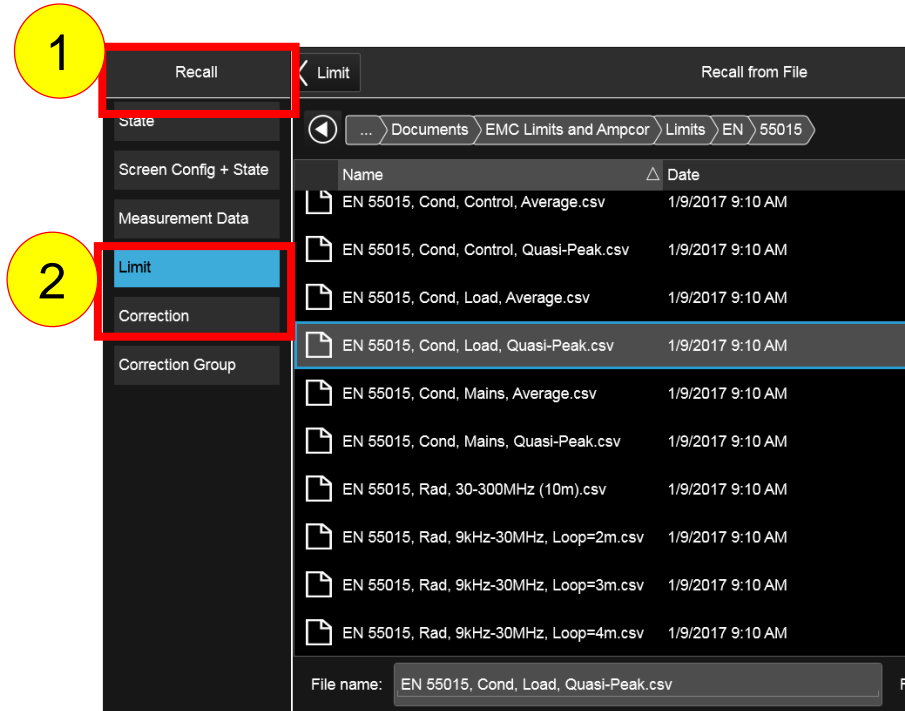 1
Recall
Limit
Recall from File
State
... Documents EMC Limits and Ampcor Limits EN 55015
Screen Config + State
Name Date
EN 55015, Cond, Control, Average.csv 1/9/2017 9:10 AM
Measurement Data
EN 55015, Cond, Control, Quasi-Peak.csv 1/9/2017 9:10 AM
2
Limit
EN 55015, Cond, Load, Average.csv 1/9/2017 9:10 AM
Correction
EN 55015, Cond, Load, Quasi-Peak.csv 1/9/2017 9:10 AM
Correction Group
EN 55015, Cond, Mains, Average.csv 1/9/2017 9:10 AM
EN 55015, Cond, Mains, Quasi-Peak.csv 1/9/2017 9:10 AM
EN 55015, Rad, 30-300MHz (10m).csv 1/9/2017 9:10 AM
EN 55015, Rad, 9kHz-30MHz, Loop=2m.csv 1/9/2017 9:10 AM
EN 55015, Rad, 9kHz-30MHz, Loop=3m.csv 1/9/2017 9:10 AM
EN 55015, Rad, 9kHz-30MHz, Loop=4m.csv 1/9/2017 9:10 AM
File name: EN 55015, Cond, Load, Quasi-Peak.csv